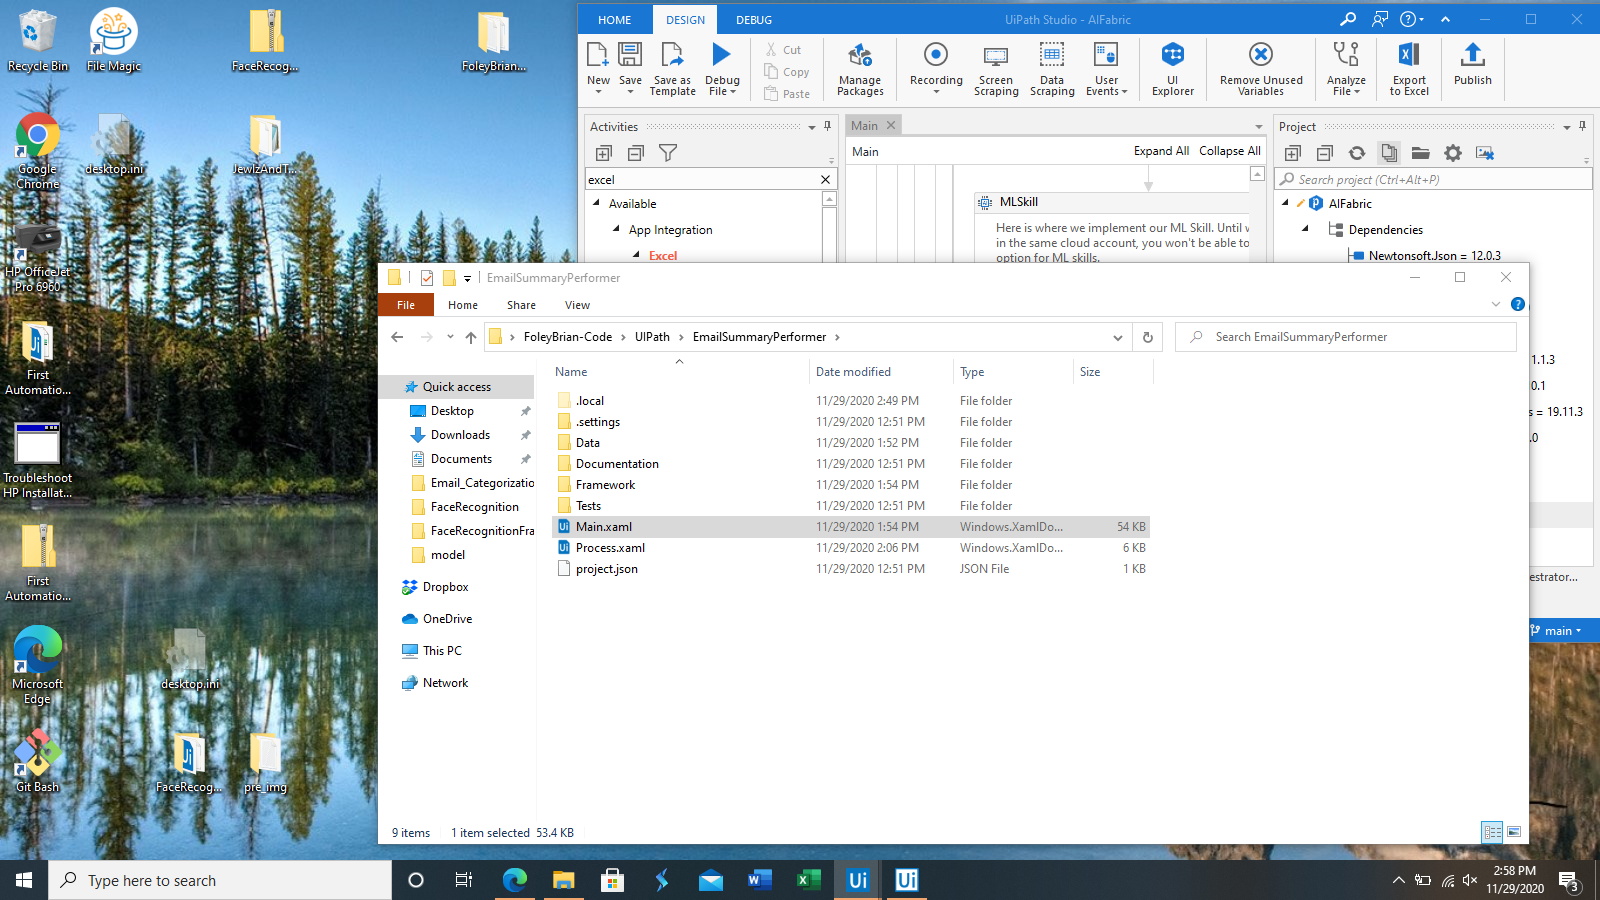 Recycle Bin
File Magic
FaceRecog...
FoleyBrian...
Google
Chrome
desktop.ini
JewlzAndT...
HP OfficeJet
Pro 6960
First
Automatio...
Troubleshoot
HP Installat...
First
Automatio...
Microsoft
Edge
desktop.ini
Git Bash
FaceRecog...
pre_img
HOME
DESIGN
DEBUG
UiPath Studio - AIFabric
New
Save
Save as
Template
Debug
File
Cut
Copy
Paste
Manage
Packages
Recording
Screen
Scraping
Data
Scraping
User
Events
UI
Explorer
Remove Unused
Variables
Analyze
File
Export
to Excel
Publish
Activities
excel
Available
App Integration
Excel
Main
Main
Expand All
Collapse All
MLSkill
Here is where we implement our ML Skill. Until w
in the same cloud account, you won't be able to
option for ML skills.
Project
Search project (Ctrl+Alt+P)
AIFabric
Dependencies
Newtonsoft.Json = 12.0.3
1.1.3
0.1
s = 19.11.3
.0
estrator...
main
EmailSummaryPerformer
File
Home
Share
View
FoleyBrian-Code
UIPath
EmailSummaryPerformer
Search EmailSummaryPerformer
Quick access
Desktop
Downloads
Documents
Email_Categorizatio
FaceRecognition
FaceRecognitionFra
model
Dropbox
OneDrive
This PC
Network
Name Date modified Type Size
.local 11/29/2020 2:49 PM File folder
.settings 11/29/2020 12:51 PM File folder
Data 11/29/2020 1:52 PM File folder
Documentation 11/29/2020 12:51 PM File folder
Framework 11/29/2020 1:54 PM File folder
Tests 11/29/2020 12:51 PM File folder
Main.xaml 11/29/2020 1:54 PM Windows.XamlDo... 54 KB
Process.xaml 11/29/2020 2:06 PM Windows.XamlDo... 6 KB
project.json 11/29/2020 12:51 PM JSON File 1 KB
9 items 1 item selected 53.4 KB
Type here to search
2:58 PM
11/29/2020
3